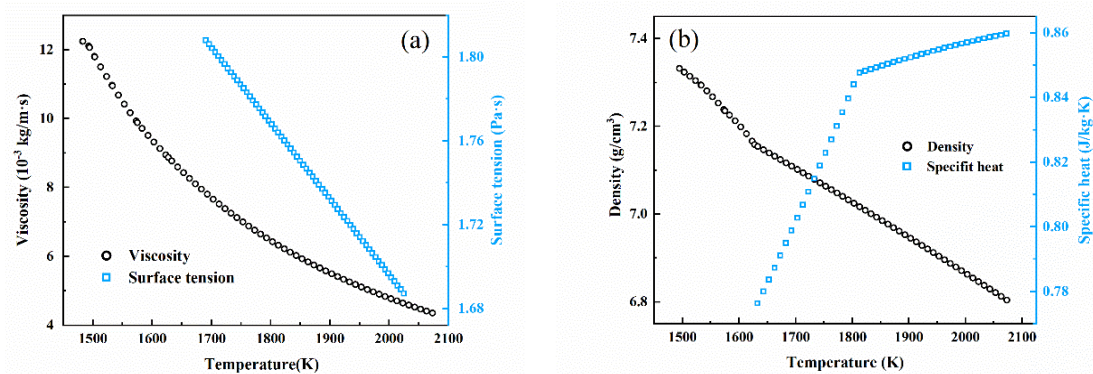 (a)
12
10
8
6
4
Viscosity (10⁻³ kg/m·s)
1.80
1.76
1.72
1.68
Surface tension (Pa·s)
Viscosity
Surface tension
1500 1600 1700 1800 1900 2000 2100
Temperature(K)
(b)
7.4
7.2
7.0
6.8
Density (g/cm³)
0.86
0.84
0.82
0.80
0.78
Specific heat (J/kg·K)
Density
Specifit heat
1500 1600 1700 1800 1900 2000 2100
Temperature (K)